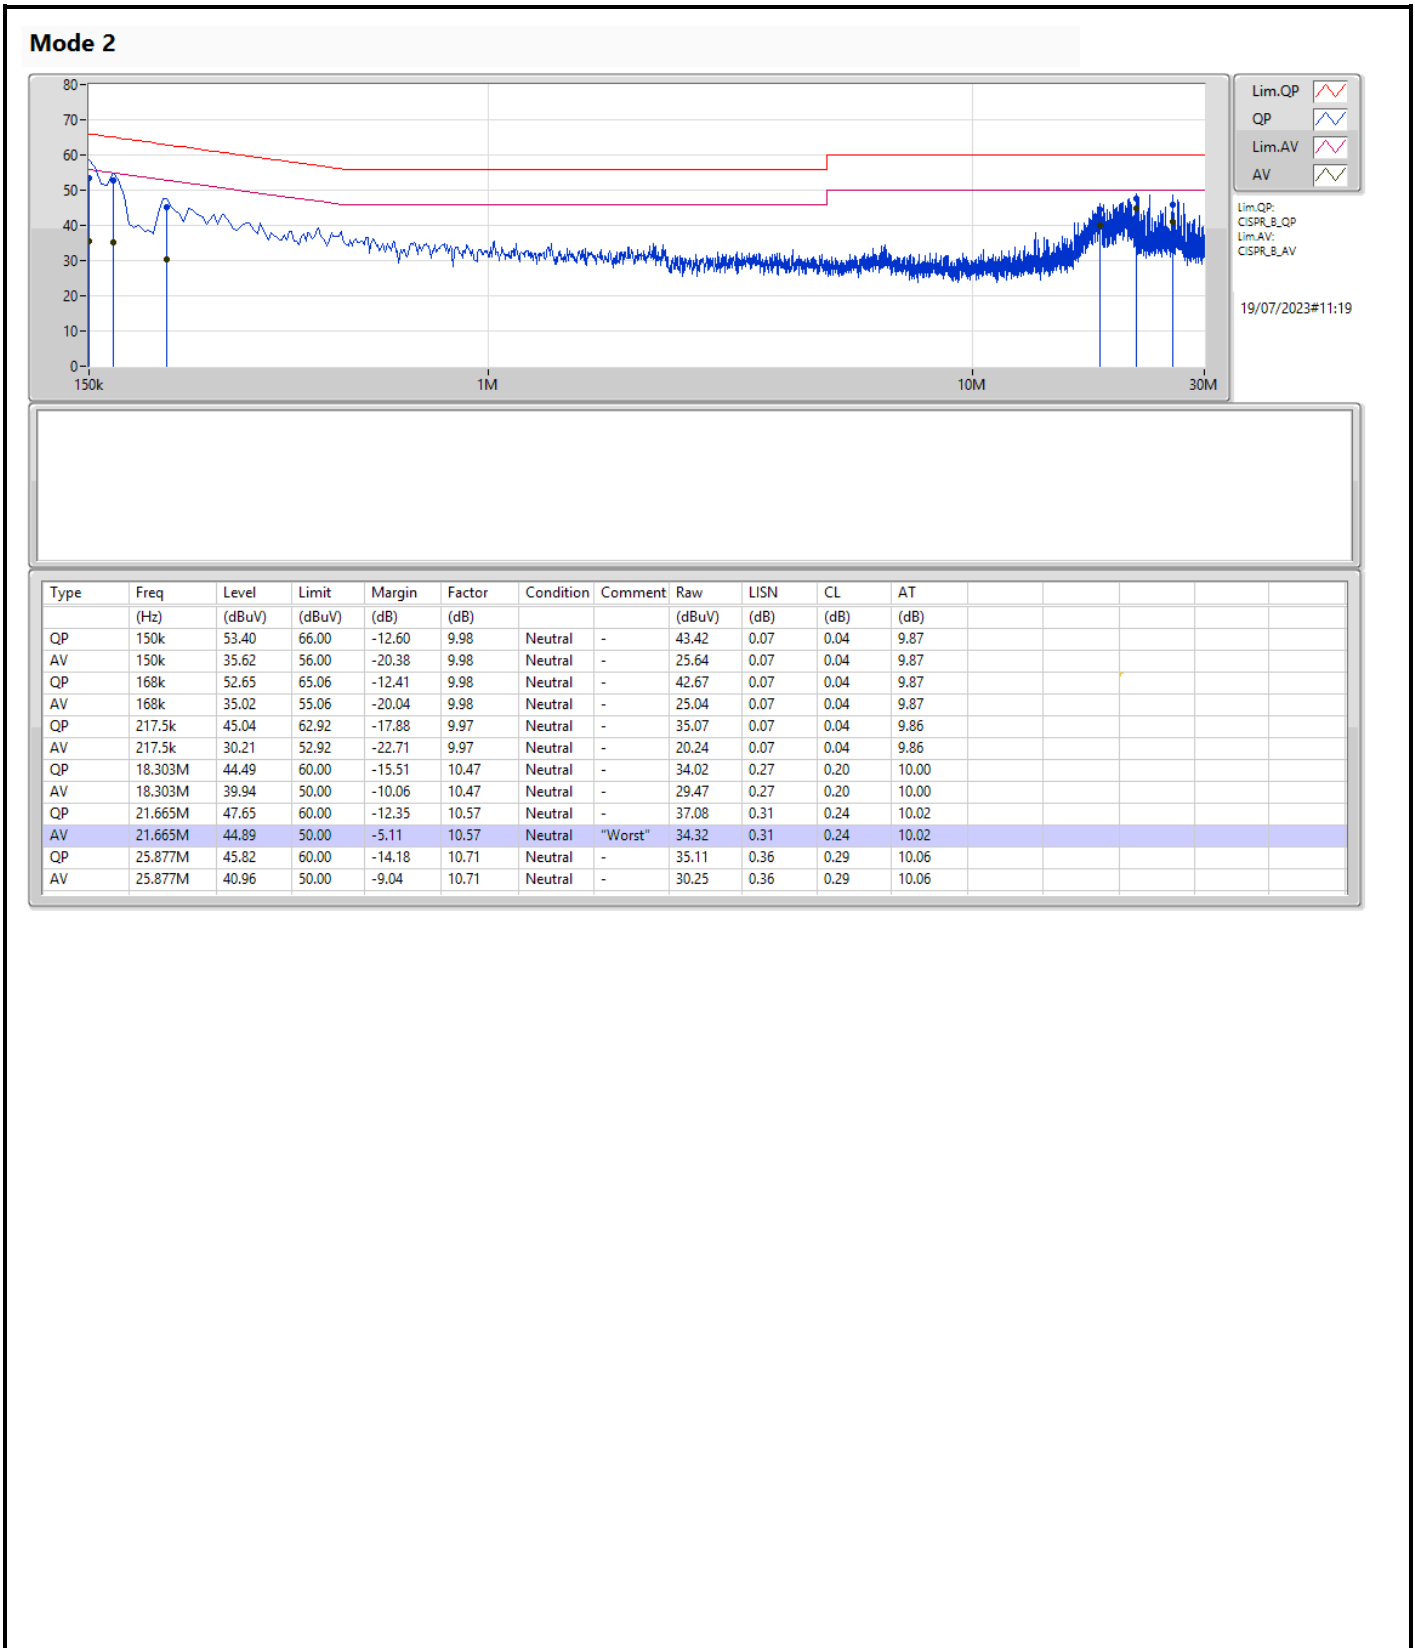 Mode 2
80
70
60
50
40
30
20
10
0
150k 1M 10M 30M
Lim.QP
QP
Lim.AV
AV
Lim.QP:
CISPR_B_QP
Lim.AV:
CISPR_B_AV
19/07/2023#11:19
Type Freq Level Limit Margin Factor Condition Comment Raw LISN CL AT
(Hz) (dBuV) (dBuV) (dB) (dB) (dBuV) (dB) (dB) (dB)
QP 150k 53.40 66.00 -12.60 9.98 Neutral - 43.42 0.07 0.04 9.87
AV 150k 35.62 56.00 -20.38 9.98 Neutral - 25.64 0.07 0.04 9.87
QP 168k 52.65 65.06 -12.41 9.98 Neutral - 42.67 0.07 0.04 9.87
AV 168k 35.02 55.06 -20.04 9.98 Neutral - 25.04 0.07 0.04 9.87
QP 217.5k 45.04 62.92 -17.88 9.97 Neutral - 35.07 0.07 0.04 9.86
AV 217.5k 30.21 52.92 -22.71 9.97 Neutral - 20.24 0.07 0.04 9.86
QP 18.303M 44.49 60.00 -15.51 10.47 Neutral - 34.02 0.27 0.20 10.00
AV 18.303M 39.94 50.00 -10.06 10.47 Neutral - 29.47 0.27 0.20 10.00
QP 21.665M 47.65 60.00 -12.35 10.57 Neutral - 37.08 0.31 0.24 10.02
AV 21.665M 44.89 50.00 -5.11 10.57 Neutral "Worst" 34.32 0.31 0.24 10.02
QP 25.877M 45.82 60.00 -14.18 10.71 Neutral - 35.11 0.36 0.29 10.06
AV 25.877M 40.96 50.00 -9.04 10.71 Neutral - 30.25 0.36 0.29 10.06